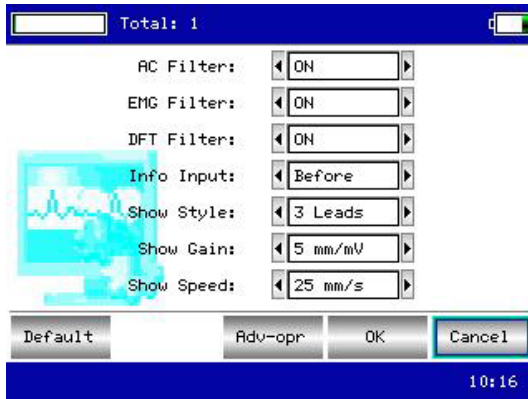 Total: 1
AC Filter: ON
EMG Filter: ON
DFT Filter: ON
Info Input: Before
Show Style: 3 Leads
Show Gain: 5 mm/mV
Show Speed: 25 mm/s
Default Adv-opr OK Cancel
10:16